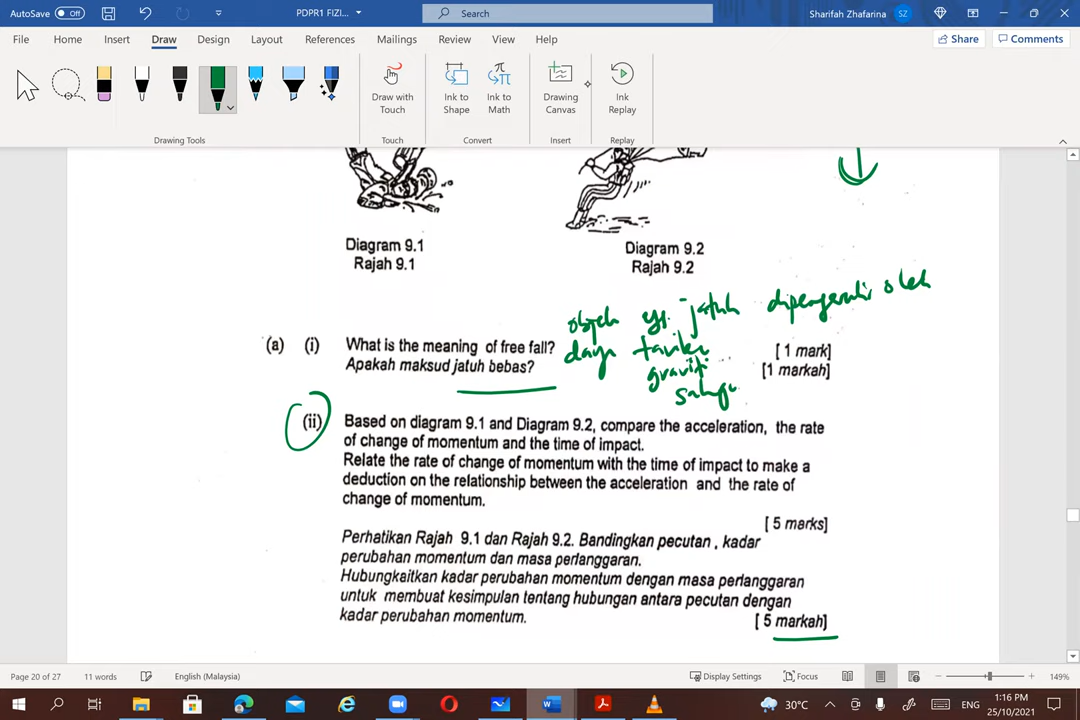 AutoSave Off PDPR1 FIZI... Search Sharifah Zhafarina SZ
File Home Insert Draw Design Layout References Mailings Review View Help Share Comments
Draw with Touch
Ink to Shape
Ink to Math
Drawing Canvas
Ink Replay
Drawing Tools Touch Convert Insert Replay
Diagram 9.1 Diagram 9.2
Rajah 9.1 Rajah 9.2
objek yg jatuh dipengaruhi oleh
daya tarikan
graviti
sahaja
(a) (i) What is the meaning of free fall? [ 1 mark]
Apakah maksud jatuh bebas? [1 markah]
(ii) Based on diagram 9.1 and Diagram 9.2, compare the acceleration, the rate
of change of momentum and the time of impact.
Relate the rate of change of momentum with the time of impact to make a
deduction on the relationship between the acceleration and the rate of
change of momentum.
[ 5 marks]
Perhatikan Rajah 9.1 dan Rajah 9.2. Bandingkan pecutan , kadar
perubahan momentum dan masa perlanggaran.
Hubungkaitkan kadar perubahan momentum dengan masa perlanggaran
untuk membuat kesimpulan tentang hubungan antara pecutan dengan
kadar perubahan momentum. [ 5 markah]
Page 20 of 27 11 words English (Malaysia) Display Settings Focus 149%
30°C ENG 1:16 PM
25/10/2021